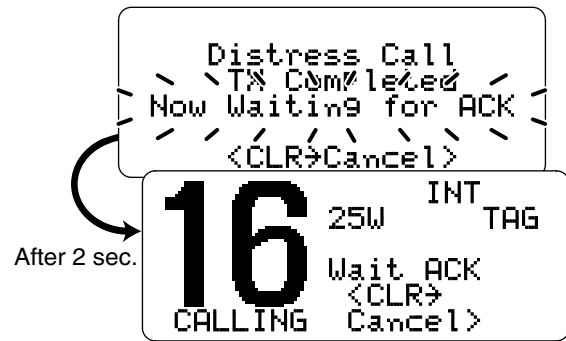 Distress Call
TX Completed
Now Waiting for ACK
<CLR→Cancel>
After 2 sec.
16
INT
25W TAG
Wait ACK
<CLR→
CALLING Cancel>